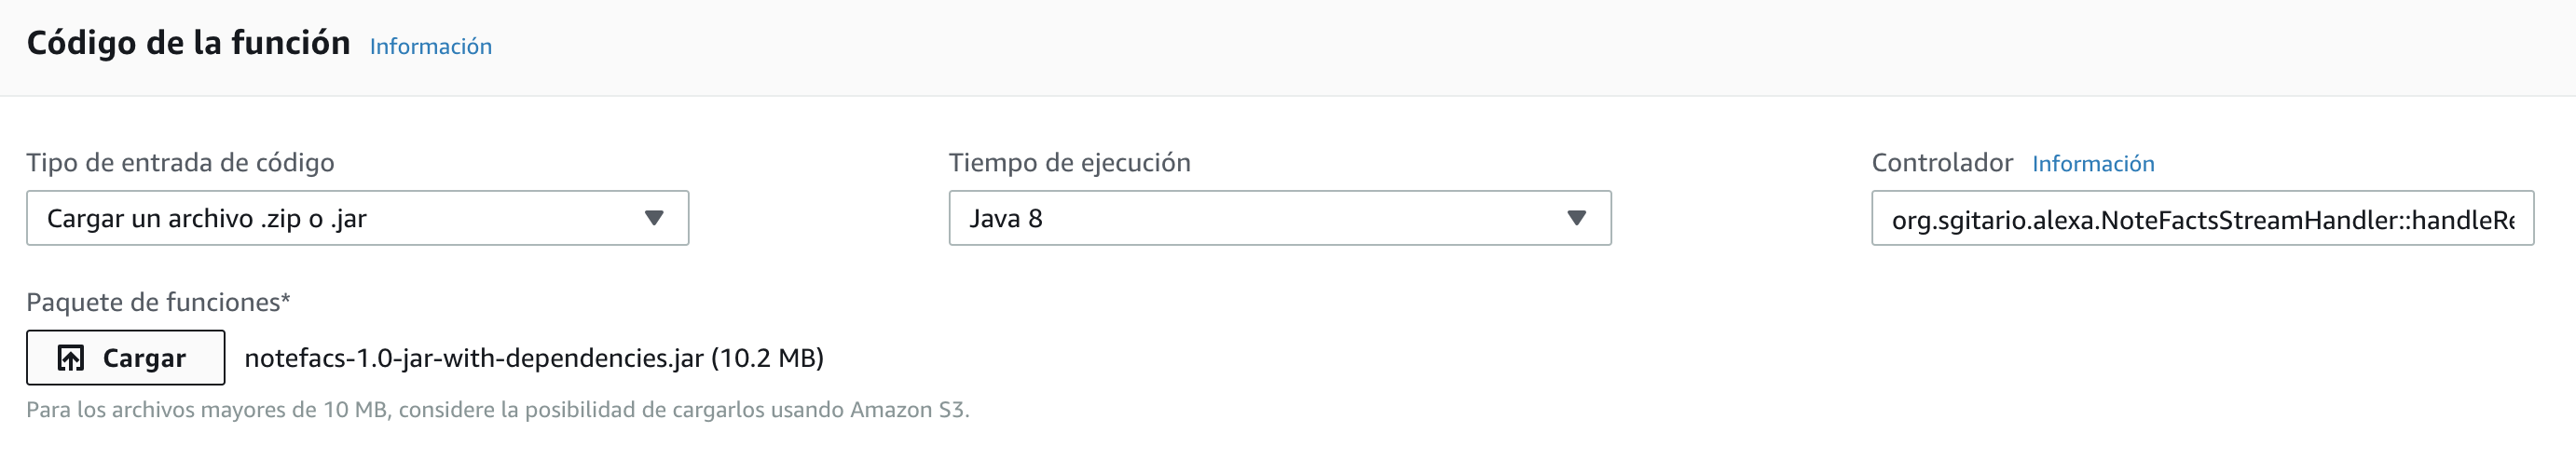 Código de la función Información
Tipo de entrada de código
Tiempo de ejecución
Controlador Información
Cargar un archivo .zip o .jar
Java 8
org.sgitario.alexa.NoteFactsStreamHandler::handleRe
Paquete de funciones*
Cargar notefacs-1.0-jar-with-dependencies.jar (10.2 MB)
Para los archivos mayores de 10 MB, considere la posibilidad de cargarlos usando Amazon S3.